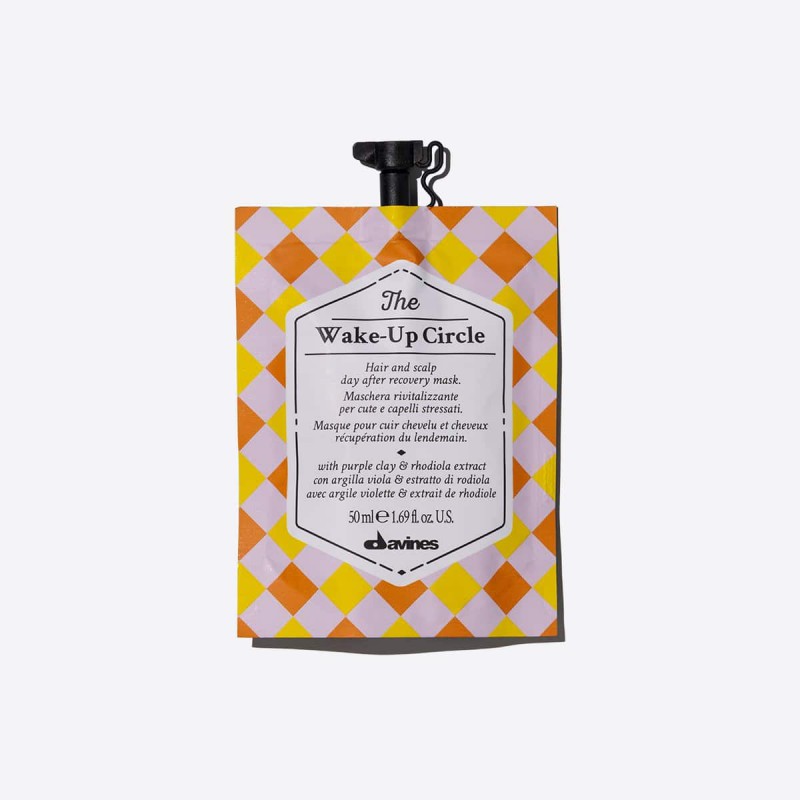 The
Wake-Up Circle
Hair and scalp
day after recovery mask.
Maschera rivitalizzante
per cute e capelli stressati.
Masque pour cuir chevelu et cheveux
récupération du lendemain.
with purple clay & rhodiola extract
con argilla viola & estratto di rodiola
avec argile violette & extrait de rhodiole
50 ml ℮ 1.69 fl. oz. U.S.
davines